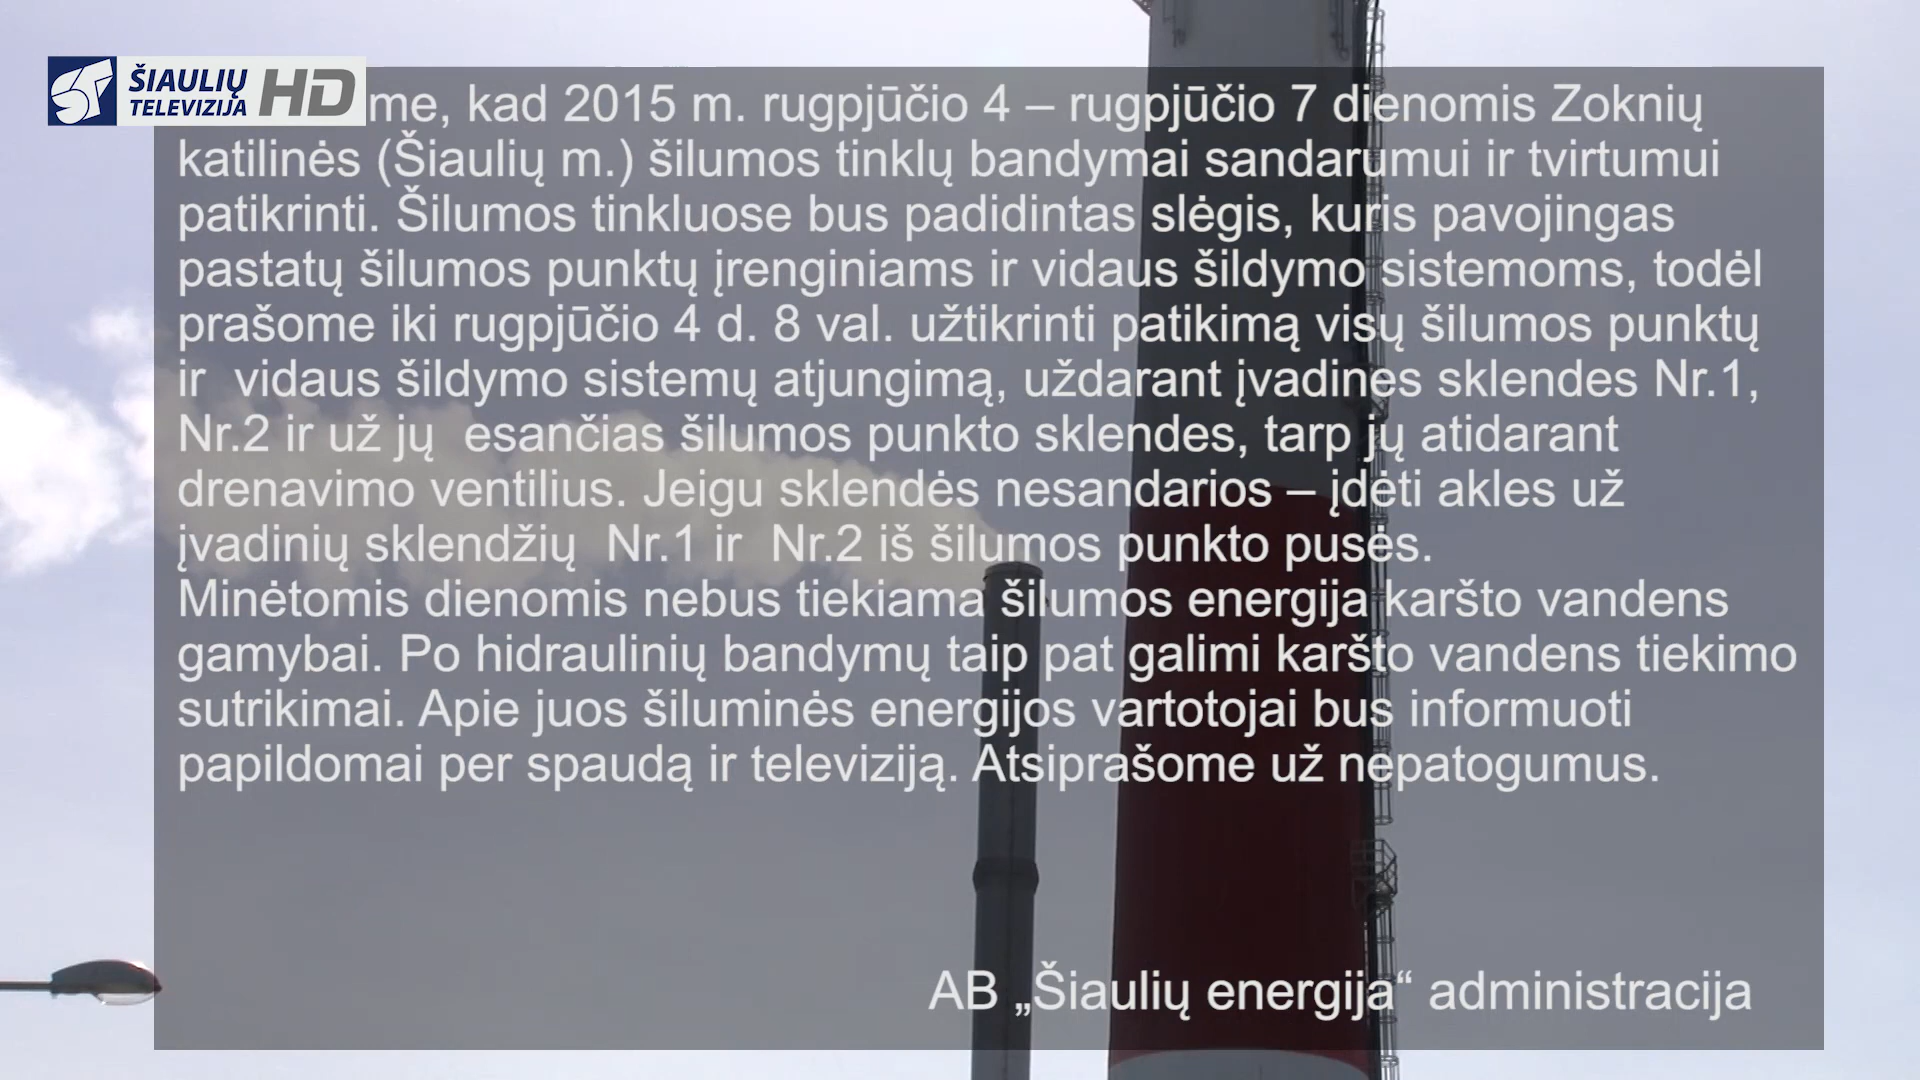 ŠIAULIŲ
TELEVIZIJA HD
me, kad 2015 m. rugpjūčio 4 – rugpjūčio 7 dienomis Zoknių
katilinės (Šiaulių m.) šilumos tinklų bandymai sandarumui ir tvirtumui
patikrinti. Šilumos tinkluose bus padidintas slėgis, kuris pavojingas
pastatų šilumos punktų įrenginiams ir vidaus šildymo sistemoms, todėl
prašome iki rugpjūčio 4 d. 8 val. užtikrinti patikimą visų šilumos punktų
ir vidaus šildymo sistemų atjungimą, uždarant įvadines sklendes Nr.1,
Nr.2 ir už jų esančias šilumos punkto sklendes, tarp jų atidarant
drenavimo ventilius. Jeigu sklendės nesandarios – įdėti akles už
įvadinių sklendžių Nr.1 ir Nr.2 iš šilumos punkto pusės.
Minėtomis dienomis nebus tiekiama šilumos energija karšto vandens
gamybai. Po hidraulinių bandymų taip pat galimi karšto vandens tiekimo
sutrikimai. Apie juos šiluminės energijos vartotojai bus informuoti
papildomai per spaudą ir televiziją. Atsiprašome už nepatogumus.
AB „Šiaulių energija“ administracija